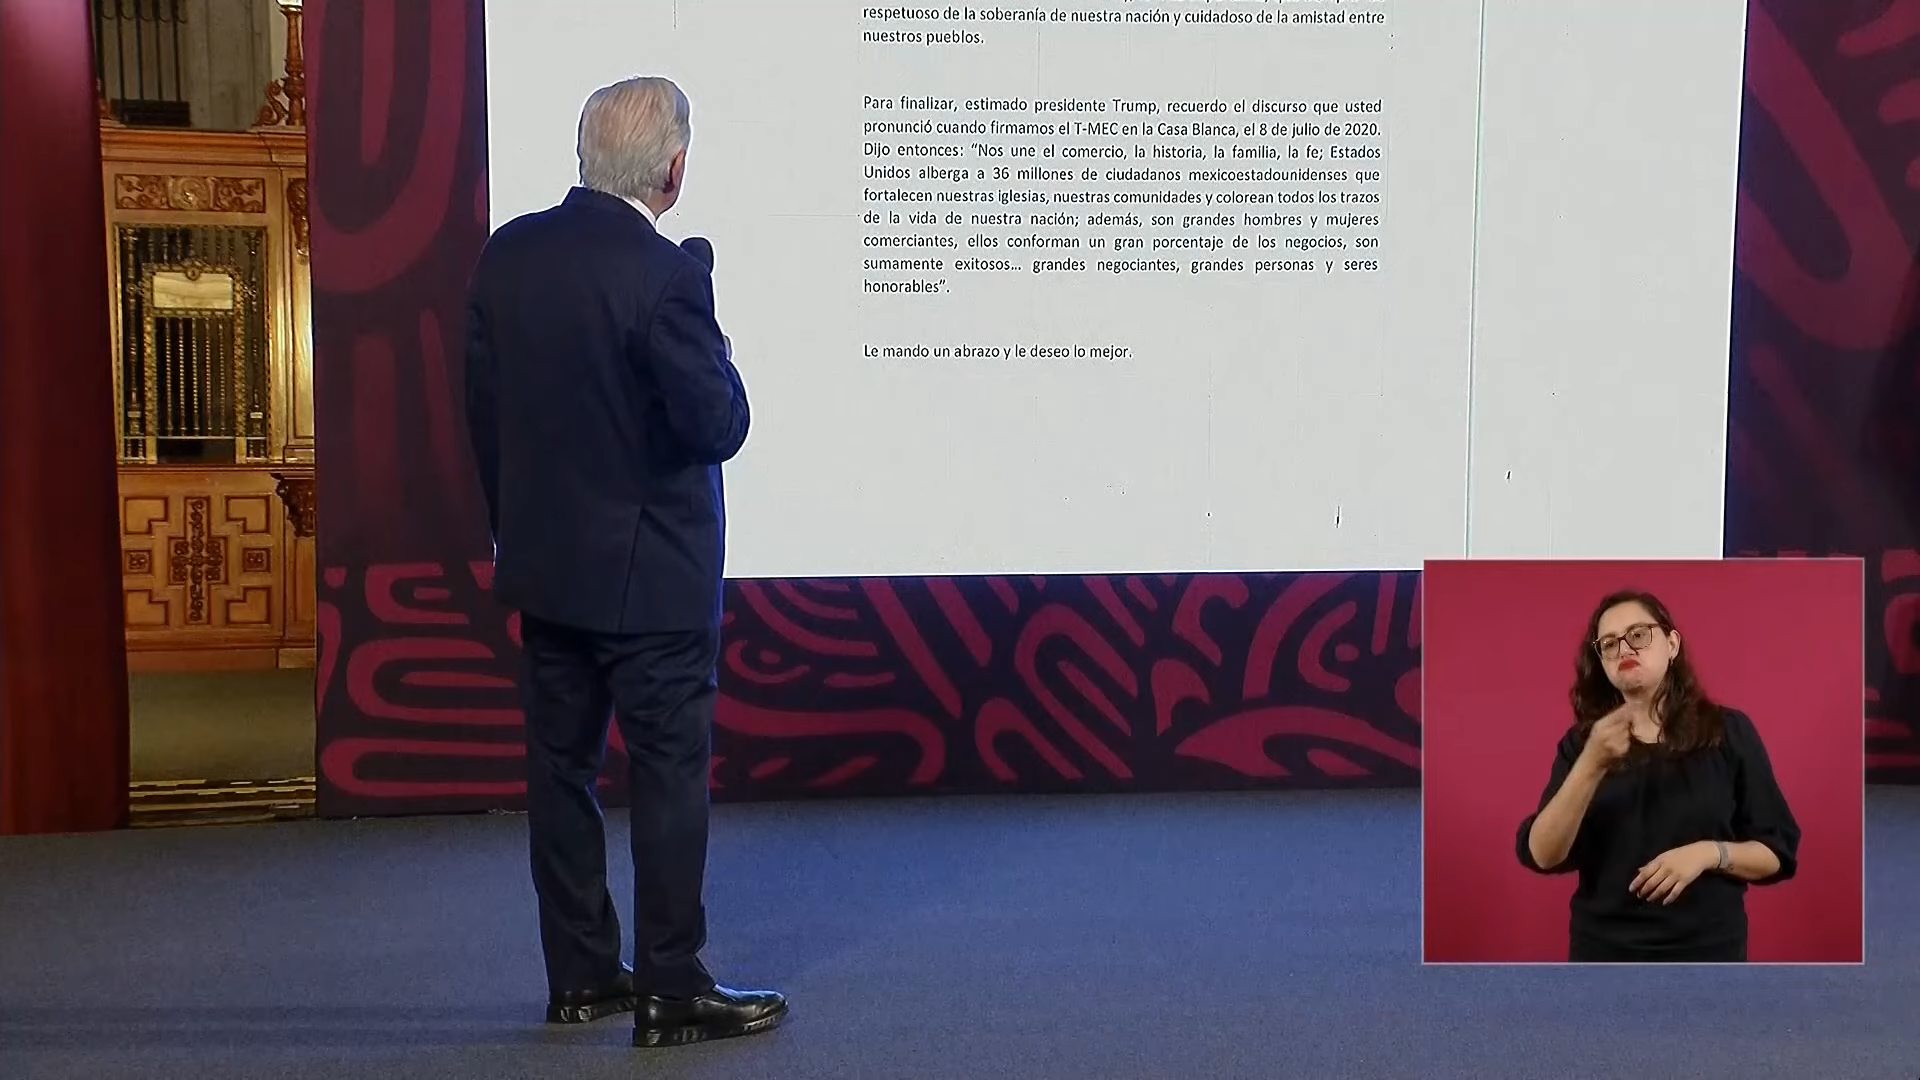 respetuoso de la soberanía de nuestra nación y cuidadoso de la amistad entre
nuestros pueblos.
Para finalizar, estimado presidente Trump, recuerdo el discurso que usted
pronunció cuando firmamos el T-MEC en la Casa Blanca, el 8 de julio de 2020.
Dijo entonces: “Nos une el comercio, la historia, la familia, la fe; Estados
Unidos alberga a 36 millones de ciudadanos mexicoestadounidenses que
fortalecen nuestras iglesias, nuestras comunidades y colorean todos los trazos
de la vida de nuestra nación; además, son grandes hombres y mujeres
comerciantes, ellos conforman un gran porcentaje de los negocios, son
sumamente exitosos... grandes negociantes, grandes personas y seres
honorables”.
Le mando un abrazo y le deseo lo mejor.